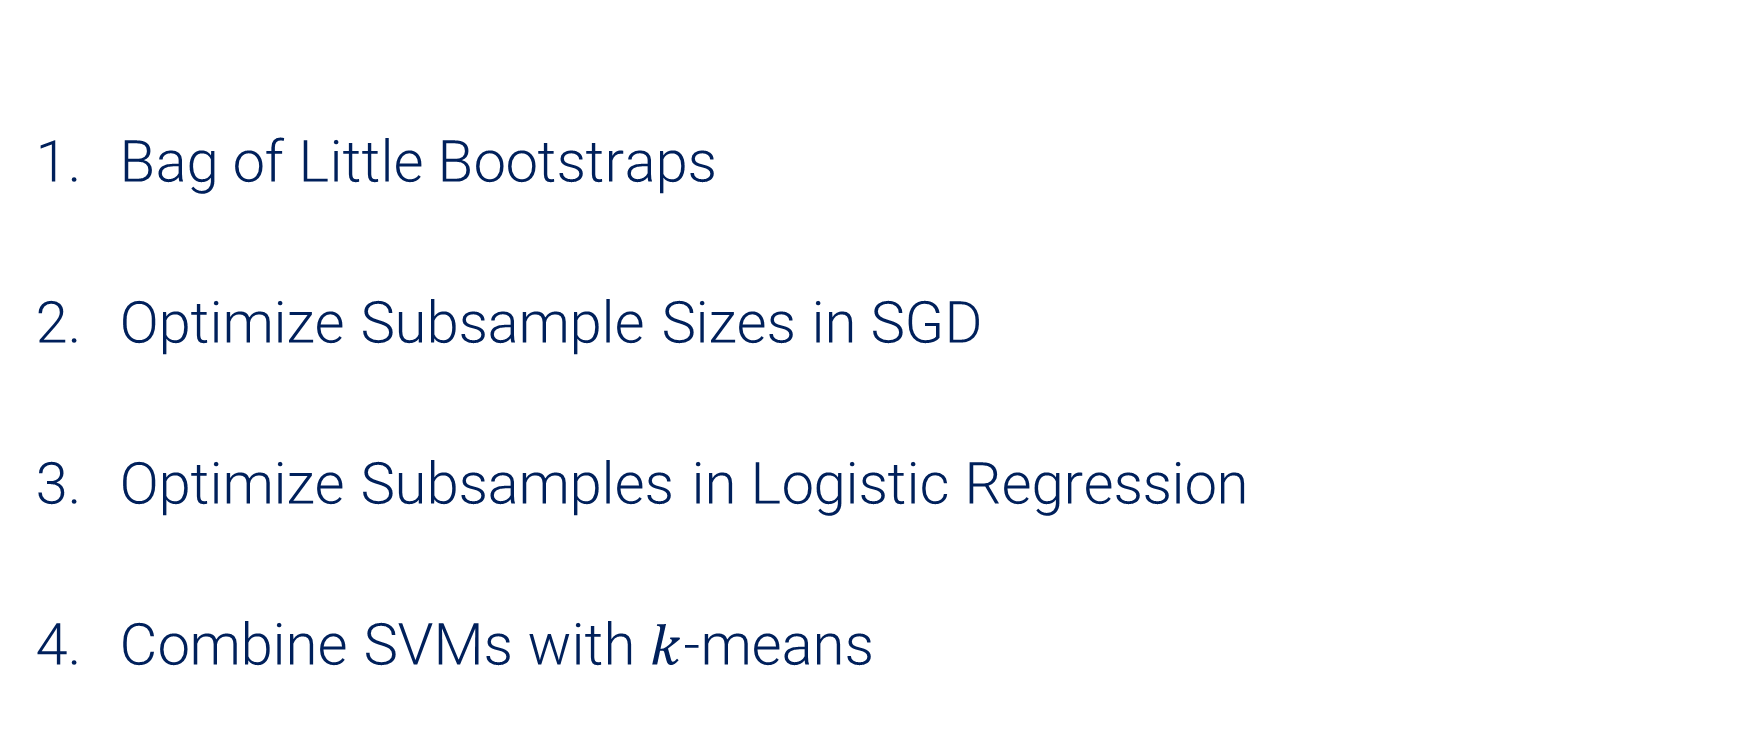 1. Bag of Little Bootstraps
2. Optimize Subsample Sizes in SGD
3. Optimize Subsamples in Logistic Regression
4. Combine SVMs with k-means